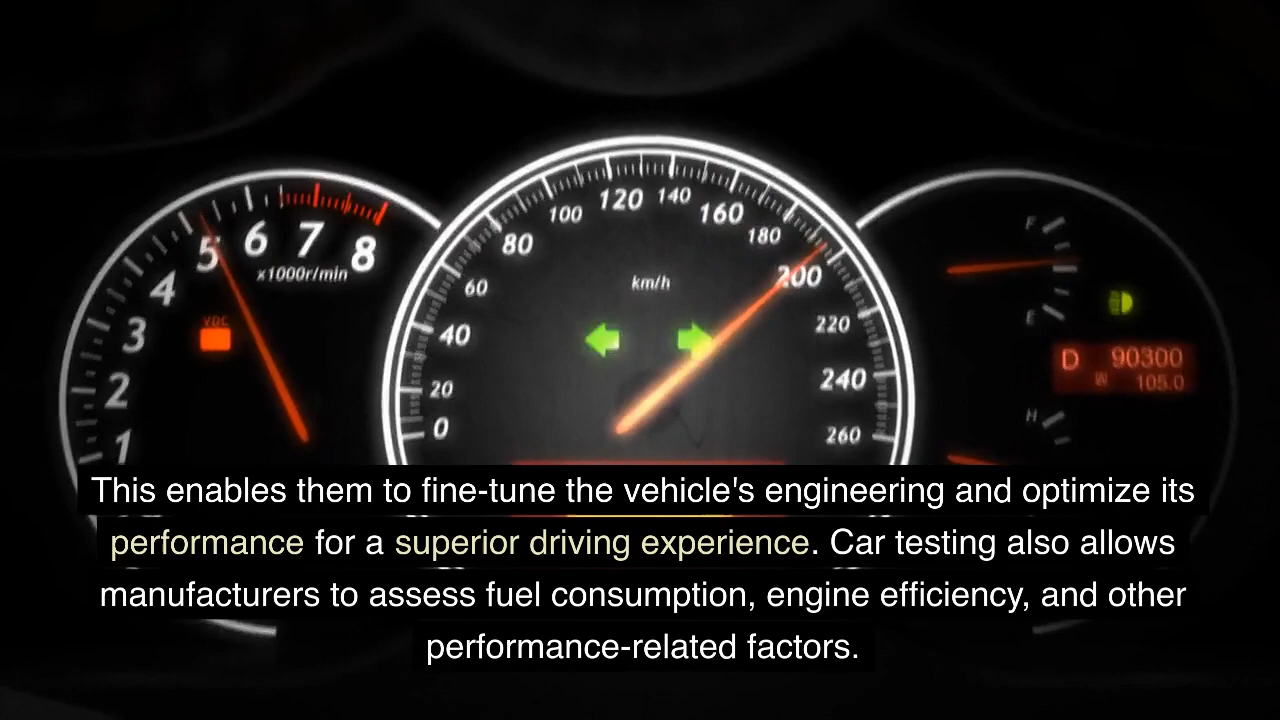 120
140
100
160
80
180
60
200
40
220
20
240
0
260
km/h
5 6 7 8
4
3
2
1
x1000r/min
VDC
F
E
D 90300
105.0
H
This enables them to fine-tune the vehicle's engineering and optimize its
performance for a superior driving experience. Car testing also allows
manufacturers to assess fuel consumption, engine efficiency, and other
performance-related factors.